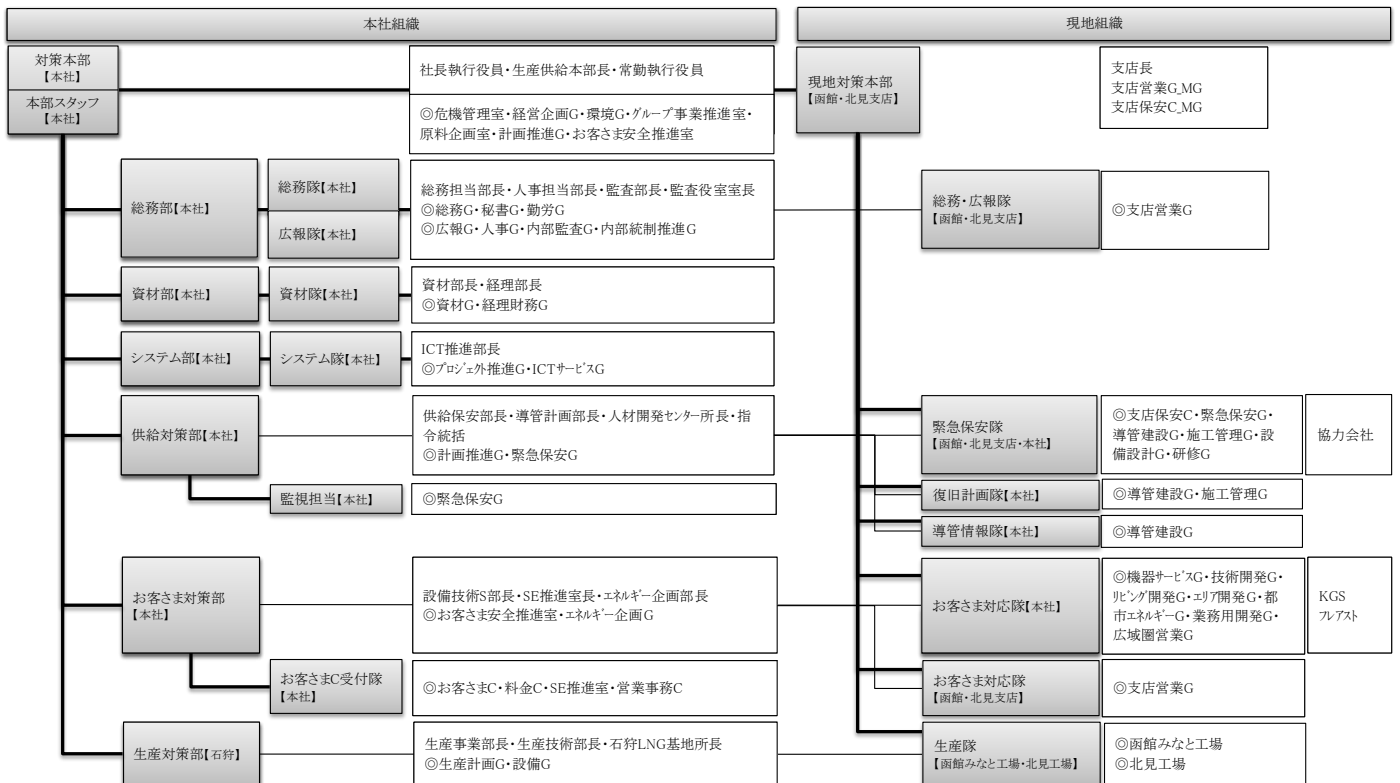 本社組織
現地組織
対策本部
【本社】
本部スタッフ
【本社】
社長執行役員・生産供給本部長・常勤執行役員
◎危機管理室・経営企画G・環境G・グループ事業推進室・
原料企画室・計画推進G・お客さま安全推進室
現地対策本部
【函館・北見支店】
支店長
支店営業G_MG
支店保安C_MG
総務部【本社】
総務隊【本社】
広報隊【本社】
総務担当部長・人事担当部長・監査部長・監査役室室長
◎総務G・秘書G・勤労G
◎広報G・人事G・内部監査G・内部統制推進G
総務・広報隊
【函館・北見支店】
◎支店営業G
資材部【本社】
資材隊【本社】
資材部長・経理部長
◎資材G・経理財務G
システム部【本社】
システム隊【本社】
ICT推進部長
◎プロジェクト推進G・ICTサービスG
供給対策部【本社】
供給保安部長・導管計画部長・人材開発センター所長・指
令統括
◎計画推進G・緊急保安G
緊急保安隊
【函館・北見支店・本社】
◎支店保安C・緊急保安G・
導管建設G・施工管理G・設
備設計G・研修G
協力会社
監視担当【本社】
◎緊急保安G
復旧計画隊【本社】
◎導管建設G・施工管理G
導管情報隊【本社】
◎導管建設G
お客さま対策部
【本社】
設備技術S部長・SE推進室長・エネルギー企画部長
◎お客さま安全推進室・エネルギー企画G
お客さま対応隊【本社】
◎機器サービスG・技術開発G・
リビング開発G・エリア開発G・都
市エネルギーG・業務用開発G・
広域圏営業G
KGS
フレアスト
お客さまC受付隊
【本社】
◎お客さまC・料金C・SE推進室・営業事務C
お客さま対応隊
【函館・北見支店】
◎支店営業G
生産対策部【石狩】
生産事業部長・生産技術部長・石狩LNG基地所長
◎生産計画G・設備G
生産隊
【函館みなと工場・北見工場】
◎函館みなと工場
◎北見工場